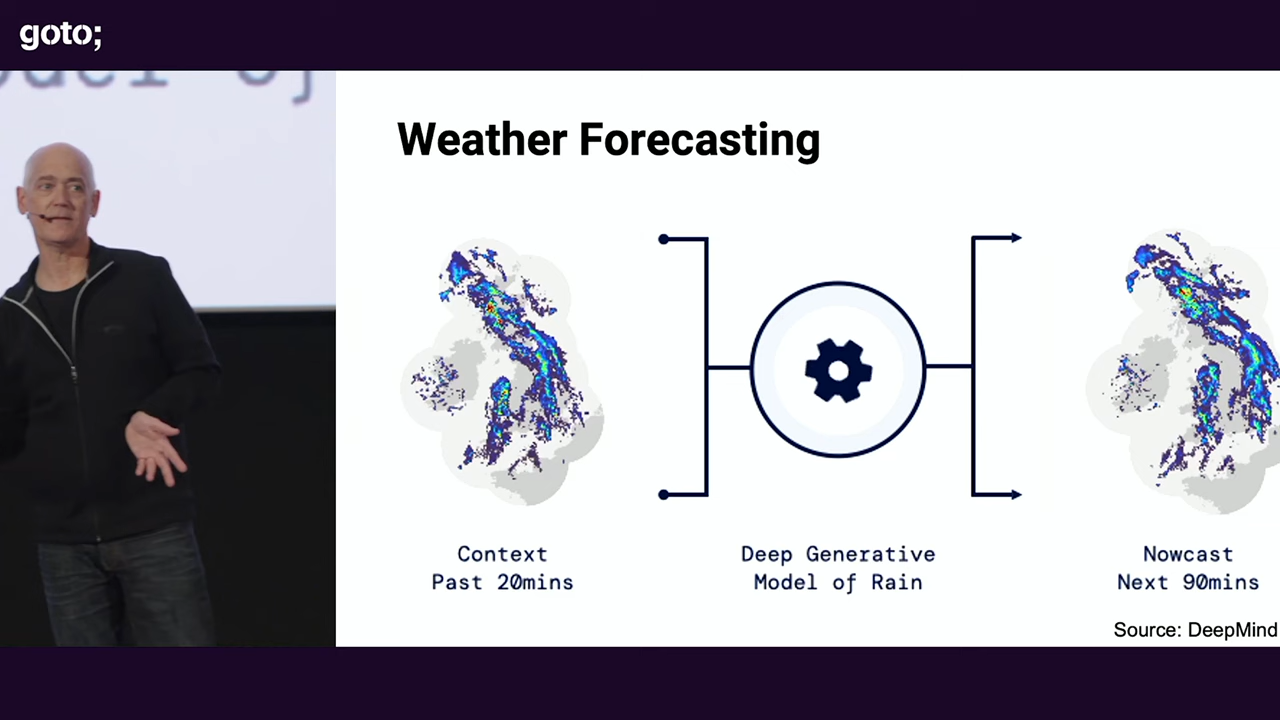 goto;
Weather Forecasting
Context
Past 20mins
Deep Generative
Model of Rain
Nowcast
Next 90mins
Source: DeepMind